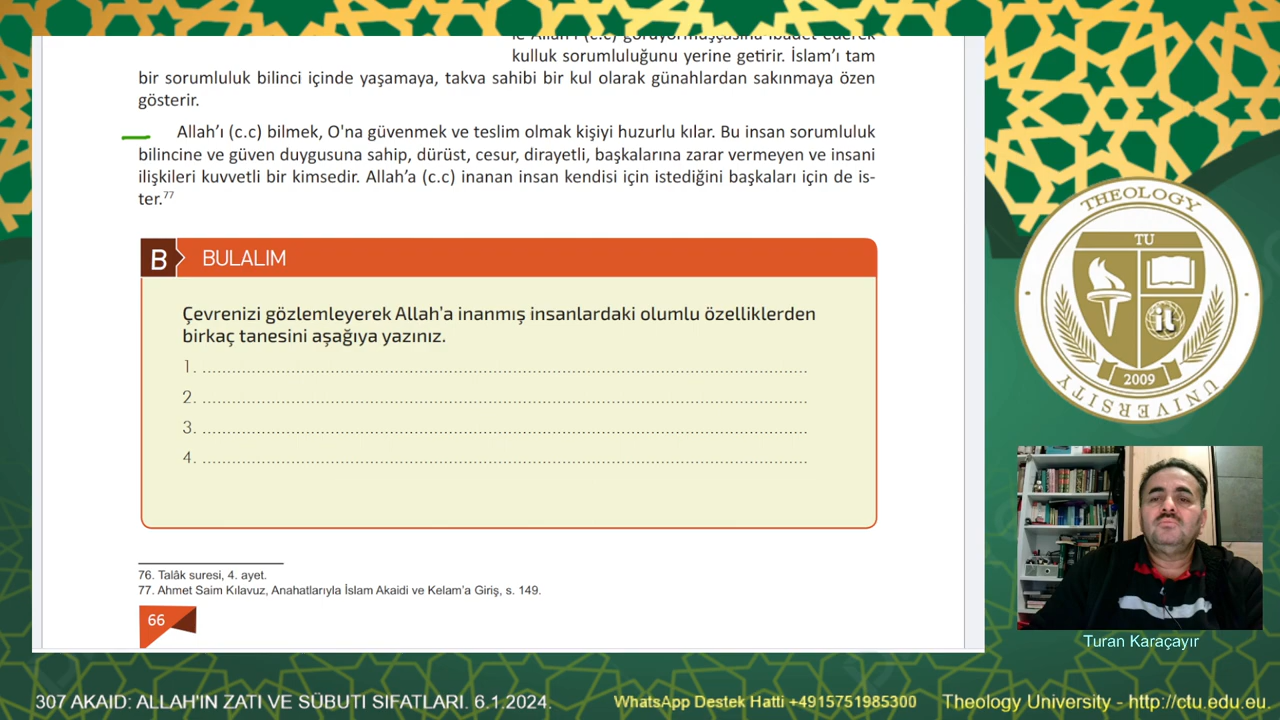 le Allah'ı (c.c) görüyormuşçasına ibadet ederek
kulluk sorumluluğunu yerine getirir. İslam'ı tam
bir sorumluluk bilinci içinde yaşamaya, takva sahibi bir kul olarak günahlardan sakınmaya özen
gösterir.
Allah'ı (c.c) bilmek, O'na güvenmek ve teslim olmak kişiyi huzurlu kılar. Bu insan sorumluluk
bilincine ve güven duygusuna sahip, dürüst, cesur, dirayetli, başkalarına zarar vermeyen ve insani
ilişkileri kuvvetli bir kimsedir. Allah'a (c.c) inanan insan kendisi için istediğini başkaları için de is-
ter.77
B BULALIM
Çevrenizi gözlemleyerek Allah'a inanmış insanlardaki olumlu özelliklerden
birkaç tanesini aşağıya yazınız.
1. ....................................................................
2. ....................................................................
3. ....................................................................
4. ....................................................................
76. Talâk suresi, 4. ayet.
77. Ahmet Saim Kılavuz, Anahatlarıyla İslam Akaidi ve Kelam'a Giriş, s. 149.
66
THEOLOGY
TU
2009
UNIVERSITY
Turan Karaçayır
307 AKAID: ALLAH'IN ZATI VE SÜBUTI SIFATLARI. 6.1.2024.
WhatsApp Destek Hatti +4915751985300
Theology University - http://ctu.edu.eu.